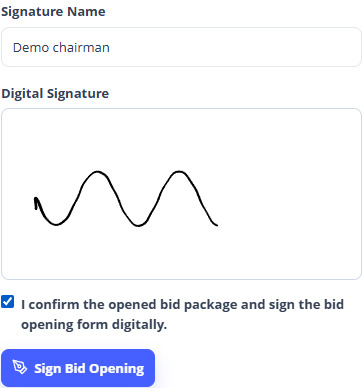 Signature Name
Demo chairman
Digital Signature
I confirm the opened bid package and sign the bid
opening form digitally.
Sign Bid Opening